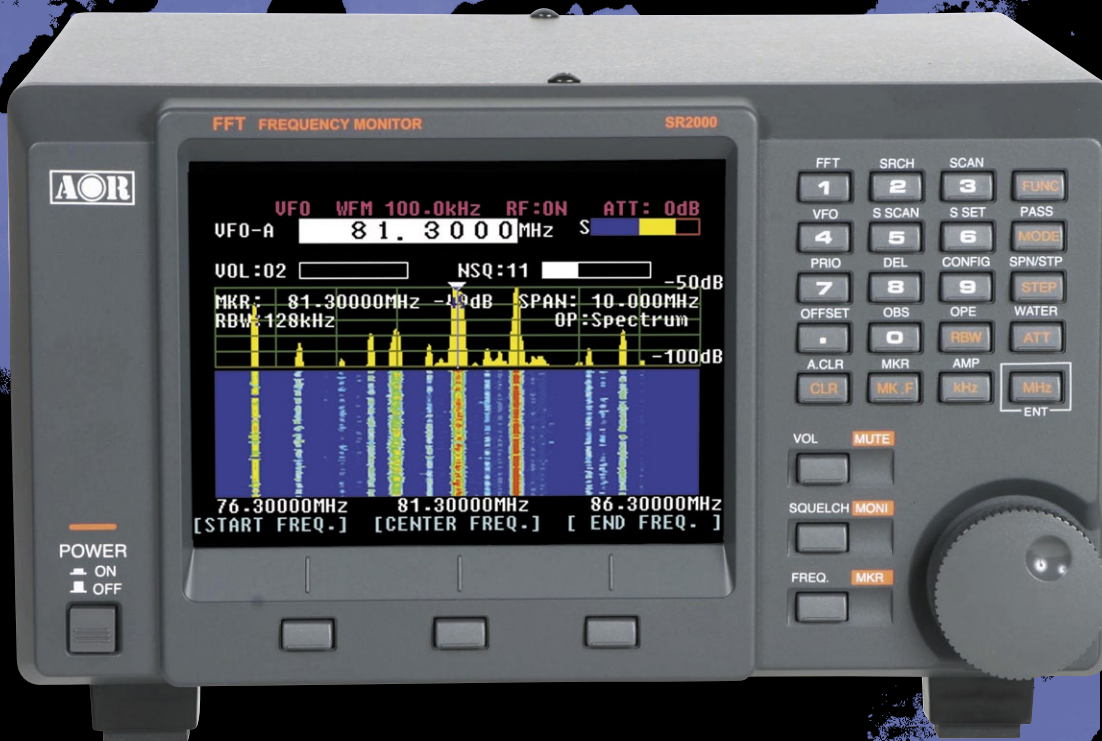 FFT FREQUENCY MONITOR SR2000
AOR
VFO WFM 100.0kHz RF:ON ATT: 0dB
VFO-A 81.3000MHz S
VOL:02 NSQ:11
-50dB
MKR: 81.30000MHz dB SPAN: 10.000MHz
RBW:128kHz OP:Spectrum
-100dB
76.30000MHz 81.30000MHz 86.30000MHz
[START FREQ.] [CENTER FREQ.] [ END FREQ. ]
POWER
ON
OFF
FFT SRCH SCAN
1 2 3 FUNC
VFO S SCAN S SET PASS
4 5 6 MODE
PRIO DEL CONFIG SPN/STP
7 8 9 STEP
OFFSET OBS OPE WATER
. 0 RBW ATT
A.CLR MKR AMP
CLR MK.F kHz MHz
ENT
VOL MUTE
SQUELCH MONI
FREQ. MKR